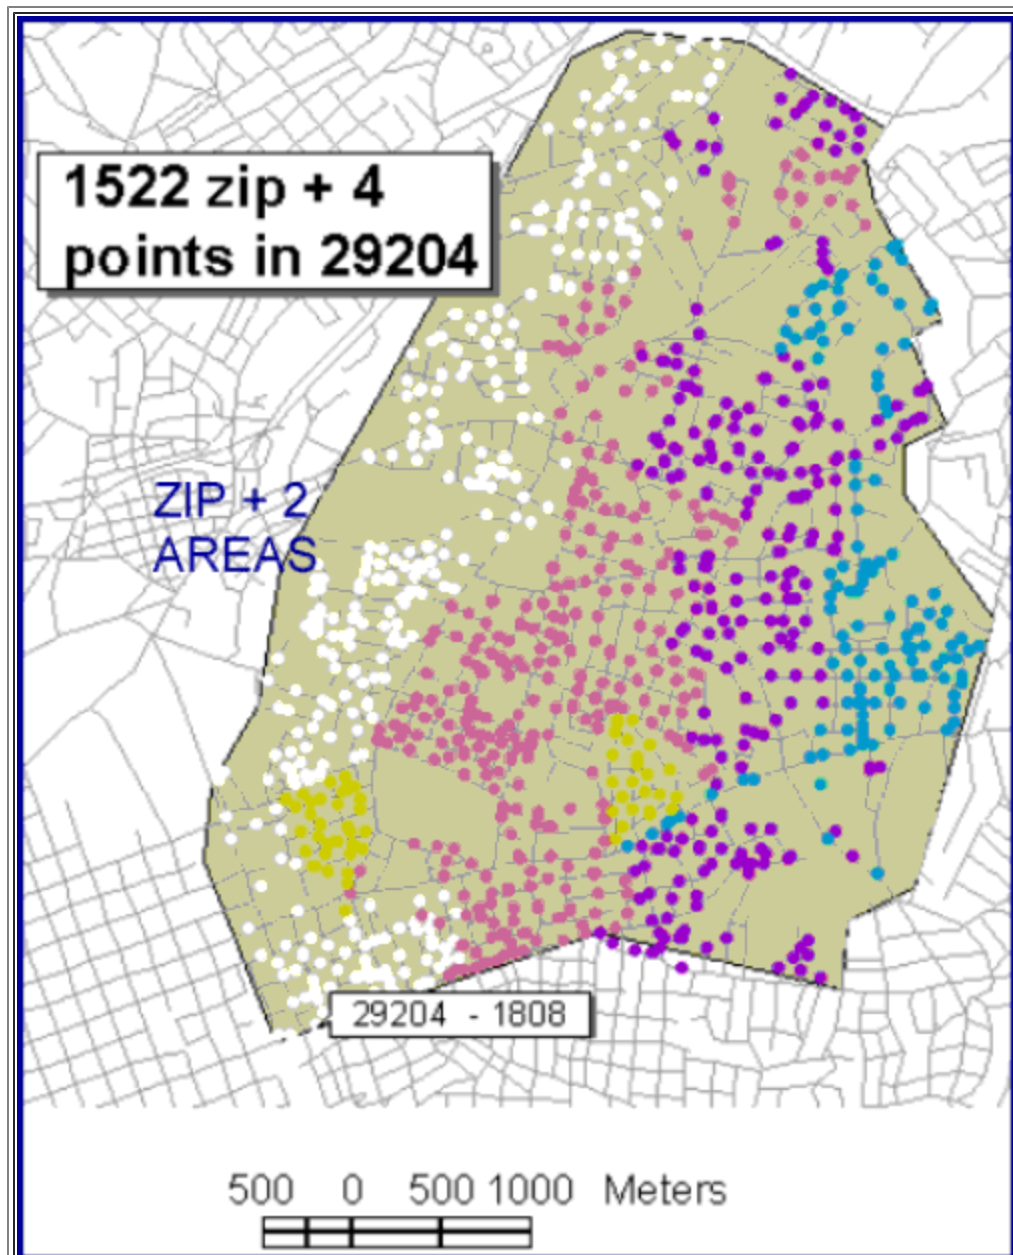 1522 zip + 4
points in 29204
ZIP + 2
AREAS
29204 - 1808
500 0 500 1000 Meters